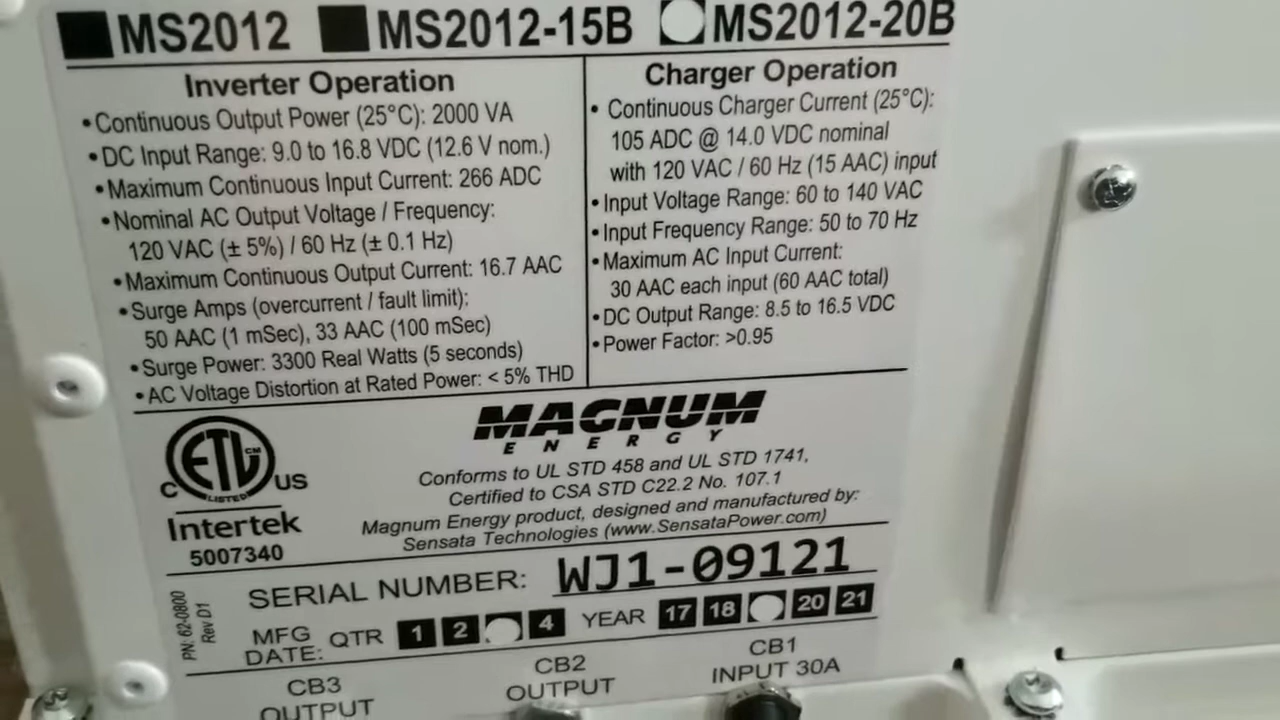 MS2012 MS2012-15B MS2012-20B
Inverter Operation
•Continuous Output Power (25°C): 2000 VA
•DC Input Range: 9.0 to 16.8 VDC (12.6 V nom.)
•Maximum Continuous Input Current: 266 ADC
•Nominal AC Output Voltage / Frequency:
120 VAC (± 5%) / 60 Hz (± 0.1 Hz)
•Maximum Continuous Output Current: 16.7 AAC
•Surge Amps (overcurrent / fault limit):
50 AAC (1 mSec), 33 AAC (100 mSec)
•Surge Power: 3300 Real Watts (5 seconds)
•AC Voltage Distortion at Rated Power: < 5% THD
Charger Operation
•Continuous Charger Current (25°C):
105 ADC @ 14.0 VDC nominal
with 120 VAC / 60 Hz (15 AAC) input
•Input Voltage Range: 60 to 140 VAC
•Input Frequency Range: 50 to 70 Hz
•Maximum AC Input Current:
30 AAC each input (60 AAC total)
•DC Output Range: 8.5 to 16.5 VDC
•Power Factor: >0.95
ETL CM
LISTED
C US
Intertek
5007340
MAGNUM
ENERGY
Conforms to UL STD 458 and UL STD 1741,
Certified to CSA STD C22.2 No. 107.1
Magnum Energy product, designed and manufactured by:
Sensata Technologies (www.SensataPower.com)
PN: 62-0800
Rev D1
SERIAL NUMBER: WJ1-09121
MFG DATE: QTR 1 2 4 YEAR 17 18 20 21
CB3
OUTPUT
CB2
OUTPUT
CB1
INPUT 30A